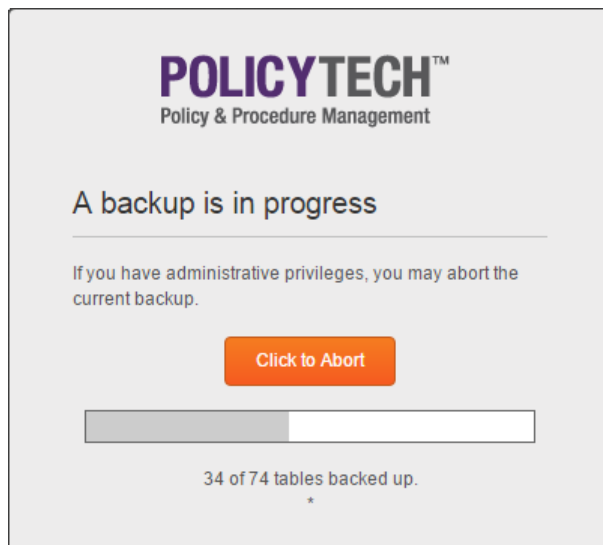 POLICYTECH™
Policy & Procedure Management
A backup is in progress
If you have administrative privileges, you may abort the
current backup.
Click to Abort
34 of 74 tables backed up.
*